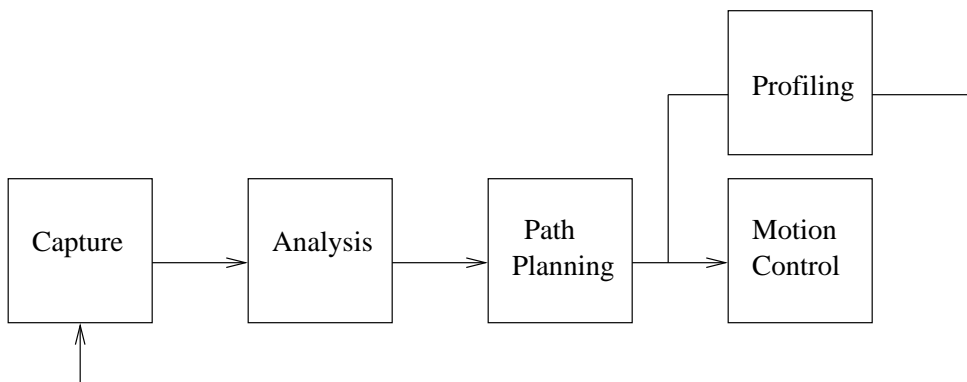 Profiling
Capture
Analysis
Path
Planning
Motion
Control